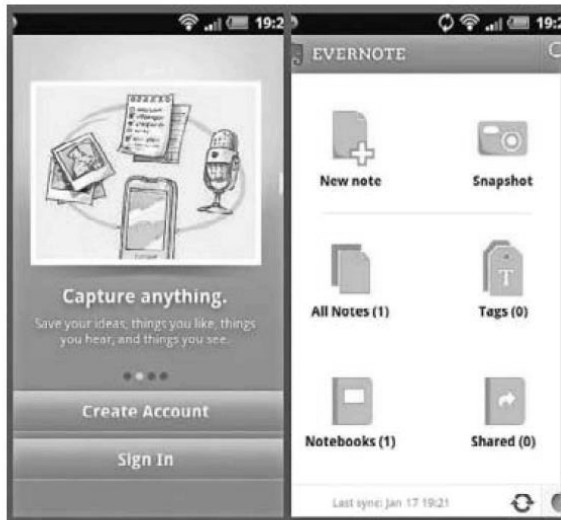 19:2
Capture anything.
Save your ideas, things you like, things
you hear, and things you see.
Create Account
Sign In
19:2
EVERNOTE
New note
Snapshot
All Notes (1)
Tags (0)
T
Notebooks (1)
Shared (0)
Last sync: Jan 17 19:21